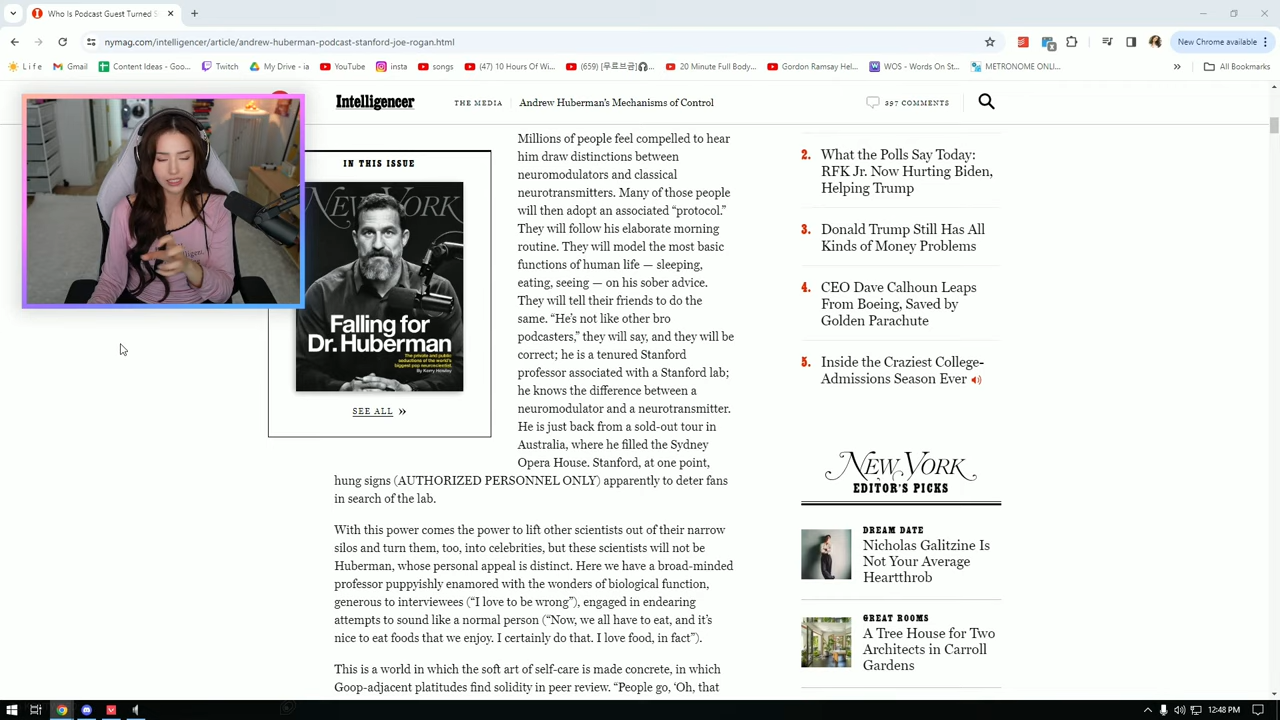 Who Is Podcast Guest Turned S
nymag.com/intelligencer/article/andrew-huberman-podcast-stanford-joe-rogan.html
New Chrome available
L i f e
Gmail
Content Ideas - Goo...
Twitch
My Drive - ia
YouTube
insta
songs
(47) 10 Hours Of Wi...
20 Minute Full Body...
Gordon Ramsay Hel...
WOS - Words On St...
METRONOME ONLI...
All Bookmarks
Intelligencer
THE MEDIA
Andrew Huberman's Mechanisms of Control
397 COMMENTS
IN THIS ISSUE
NEW YORK
Falling for
Dr. Huberman
The private and public
seductions of the world's
biggest pop neuroscientist.
By Kerry Howley
SEE ALL »
Millions of people feel compelled to hear
him draw distinctions between
neuromodulators and classical
neurotransmitters. Many of those people
will then adopt an associated “protocol.”
They will follow his elaborate morning
routine. They will model the most basic
functions of human life — sleeping,
eating, seeing — on his sober advice.
They will tell their friends to do the
same. “He’s not like other bro
podcasters,” they will say, and they will be
correct; he is a tenured Stanford
professor associated with a Stanford lab;
he knows the difference between a
neuromodulator and a neurotransmitter.
He is just back from a sold-out tour in
Australia, where he filled the Sydney
Opera House. Stanford, at one point,
hung signs (AUTHORIZED PERSONNEL ONLY) apparently to deter fans
in search of the lab.
With this power comes the power to lift other scientists out of their narrow
silos and turn them, too, into celebrities, but these scientists will not be
Huberman, whose personal appeal is distinct. Here we have a broad-minded
professor puppyishly enamored with the wonders of biological function,
generous to interviewees (“I love to be wrong”), engaged in endearing
attempts to sound like a normal person (“Now, we all have to eat, and it’s
nice to eat foods that we enjoy. I certainly do that. I love food, in fact”).
This is a world in which the soft art of self-care is made concrete, in which
Goop-adjacent platitudes find solidity in peer review. “People go, ‘Oh, that
2. What the Polls Say Today:
RFK Jr. Now Hurting Biden,
Helping Trump
3. Donald Trump Still Has All
Kinds of Money Problems
4. CEO Dave Calhoun Leaps
From Boeing, Saved by
Golden Parachute
5. Inside the Craziest College-
Admissions Season Ever
NEW YORK
EDITOR'S PICKS
DREAM DATE
Nicholas Galitzine Is
Not Your Average
Heartthrob
GREAT ROOMS
A Tree House for Two
Architects in Carroll
Gardens
12:48 PM